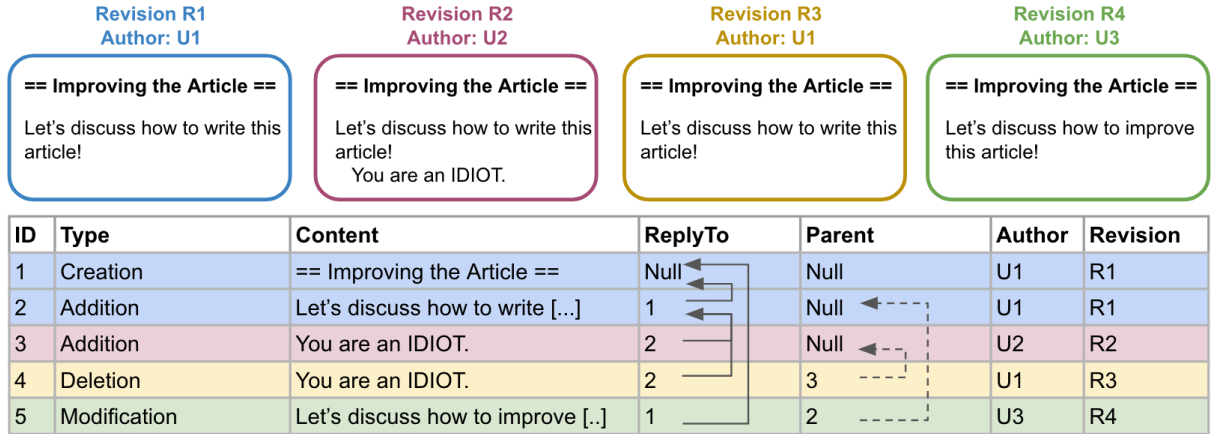 Revision R1
Author: U1
Revision R2
Author: U2
Revision R3
Author: U1
Revision R4
Author: U3
== Improving the Article ==
Let’s discuss how to write this
article!
== Improving the Article ==
Let’s discuss how to write this
article!
You are an IDIOT.
== Improving the Article ==
Let’s discuss how to write this
article!
== Improving the Article ==
Let’s discuss how to improve
this article!
ID Type Content ReplyTo Parent Author Revision
1 Creation == Improving the Article == Null Null U1 R1
2 Addition Let’s discuss how to write [...] 1 Null U1 R1
3 Addition You are an IDIOT. 2 Null U2 R2
4 Deletion You are an IDIOT. 2 3 U1 R3
5 Modification Let’s discuss how to improve [..] 1 2 U3 R4